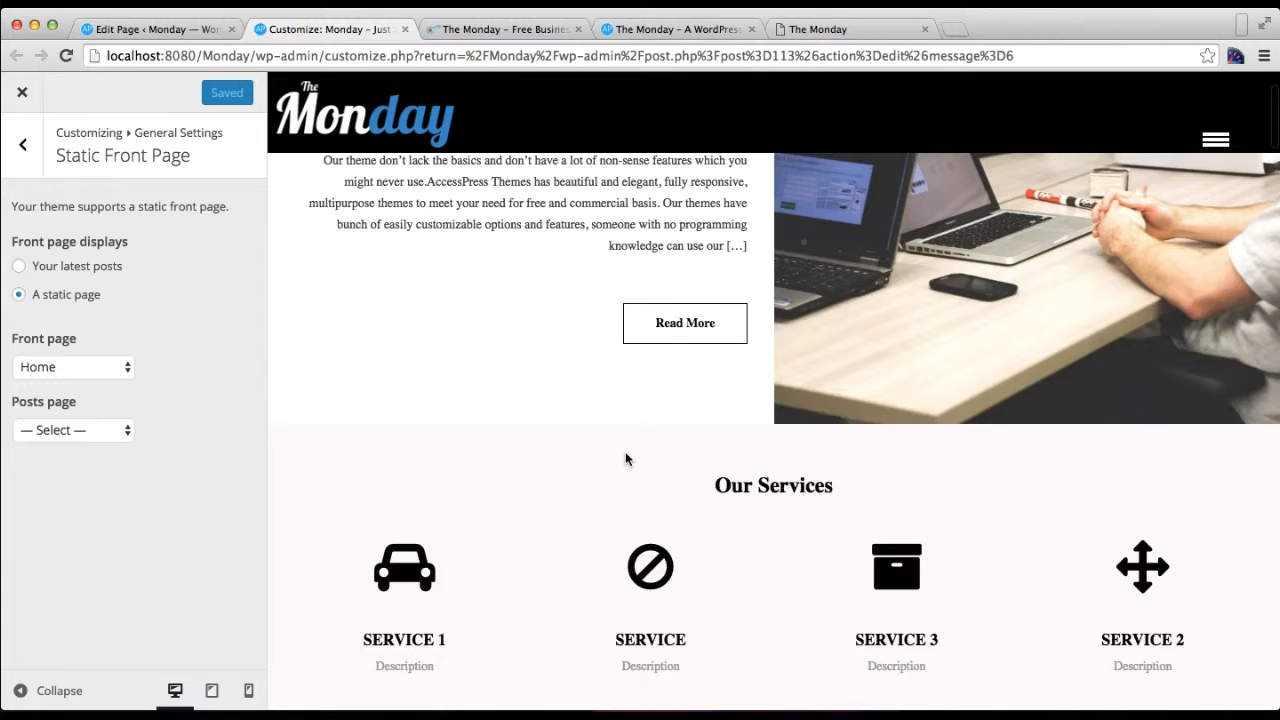 Edit Page ‹ Monday — Wor
Customize: Monday – Just
The Monday – Free Busine
The Monday – A WordPress
The Monday
localhost:8080/Monday/wp-admin/customize.php?return=%2FMonday%2Fwp-admin%2Fpost.php%3Fpost%3D113%26action%3Dedit%26message%3D6
Saved
Customizing ▸ General Settings
Static Front Page
Your theme supports a static front page.
Front page displays
Your latest posts
A static page
Front page
Home
Posts page
— Select —
Collapse
The
Monday
Our theme don't lack the basics and don't have a lot of non-sense features which you
might never use.AccessPress Themes has beautiful and elegant, fully responsive,
multipurpose themes to meet your need for free and commercial basis. Our themes have
bunch of easily customizable options and features, someone with no programming
knowledge can use our […]
Read More
Our Services
SERVICE 1
Description
SERVICE
Description
SERVICE 3
Description
SERVICE 2
Description